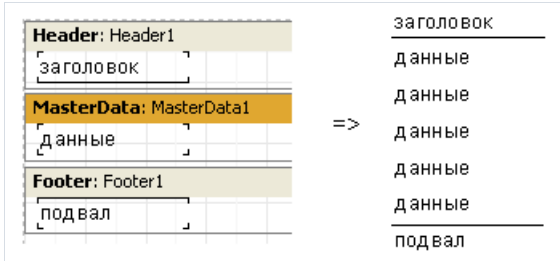 Header: Header1
заголовок
MasterData: MasterData1
данные
Footer: Footer1
подвал
=>
заголовок
данные
данные
данные
данные
данные
подвал